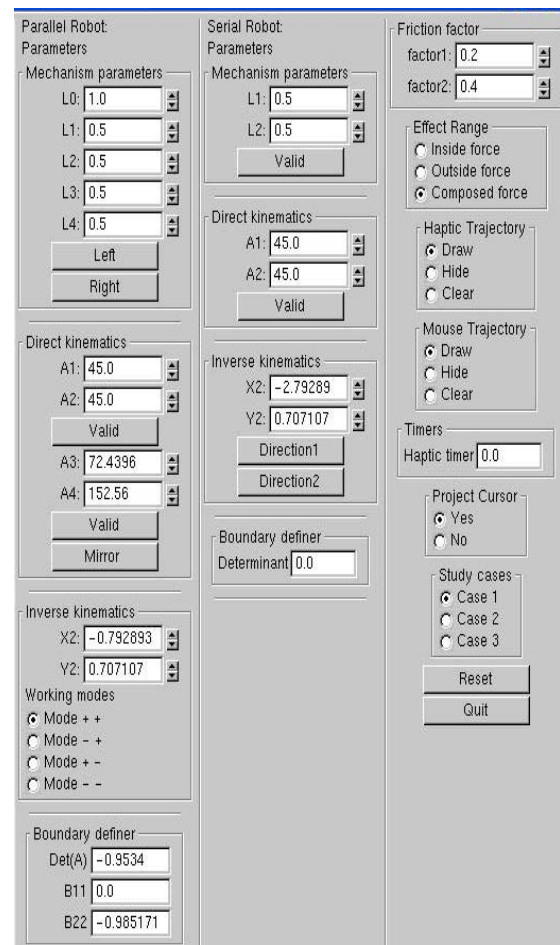 Parallel Robot:
Parameters
Mechanism parameters
L0: 1.0
L1: 0.5
L2: 0.5
L3: 0.5
L4: 0.5
Left
Right
Direct kinematics
A1: 45.0
A2: 45.0
Valid
A3: 72.4396
A4: 152.56
Valid
Mirror
Inverse kinematics
X2: −0.792893
Y2: 0.707107
Working modes
Mode + +
Mode − +
Mode + −
Mode − −
Boundary definer
Det(A) −0.9534
B11 0.0
B22 −0.985171
Serial Robot:
Parameters
Mechanism parameters
L1: 0.5
L2: 0.5
Valid
Direct kinematics
A1: 45.0
A2: 45.0
Valid
Inverse kinematics
X2: −2.79289
Y2: 0.707107
Direction1
Direction2
Boundary definer
Determinant 0.0
Friction factor
factor1: 0.2
factor2: 0.4
Effect Range
Inside force
Outside force
Composed force
Haptic Trajectory
Draw
Hide
Clear
Mouse Trajectory
Draw
Hide
Clear
Timers
Haptic timer 0.0
Project Cursor
Yes
No
Study cases
Case 1
Case 2
Case 3
Reset
Quit